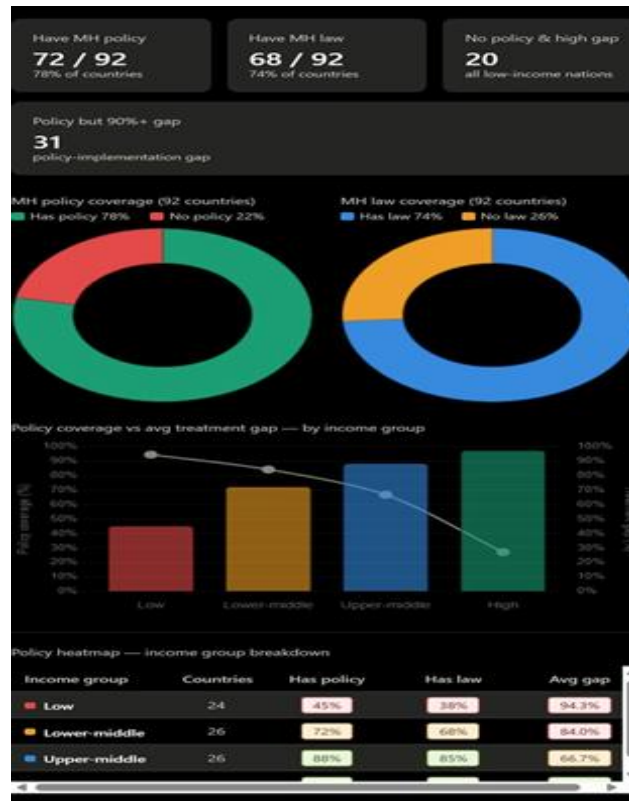 Have MH policy
72 / 92
78% of countries
Have MH law
68 / 92
74% of countries
No policy & high gap
20
all low-income nations
Policy but 90%+ gap
31
policy-implementation gap
MH policy coverage (92 countries)
Has policy 78% No policy 22%
MH law coverage (92 countries)
Has law 74% No law 26%
Policy coverage vs avg treatment gap — by income group
Policy coverage (%)
100% 100%
90% 90%
80% 80%
70% 70%
60% 60%
50% 50%
40% 40%
30% 30%
20% 20%
10% 10%
0% 0%
Low Lower-middle Upper-middle High
Policy heatmap — income group breakdown
Income group Countries Has policy Has law Avg gap
Low 24 45% 38% 94.3%
Lower-middle 26 72% 68% 84.0%
Upper-middle 26 88% 85% 66.7%